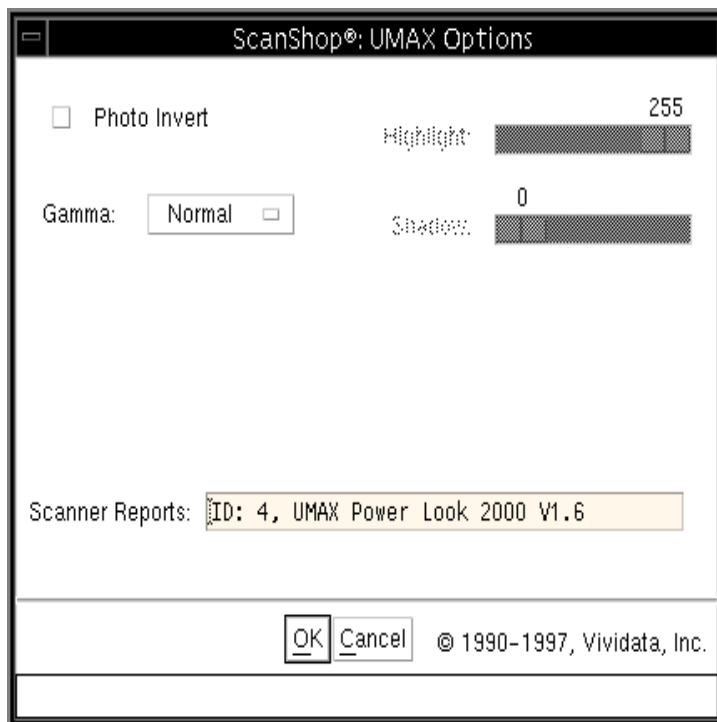 ScanShop®: UMAX Options
Photo Invert
255
Highlight:
Gamma: Normal
0
Shadow:
Scanner Reports: ID: 4, UMAX Power Look 2000 V1.6
OK Cancel © 1990-1997, Vividata, Inc.